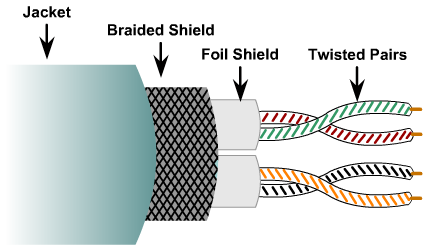 Jacket
Braided Shield
Foil Shield
Twisted Pairs